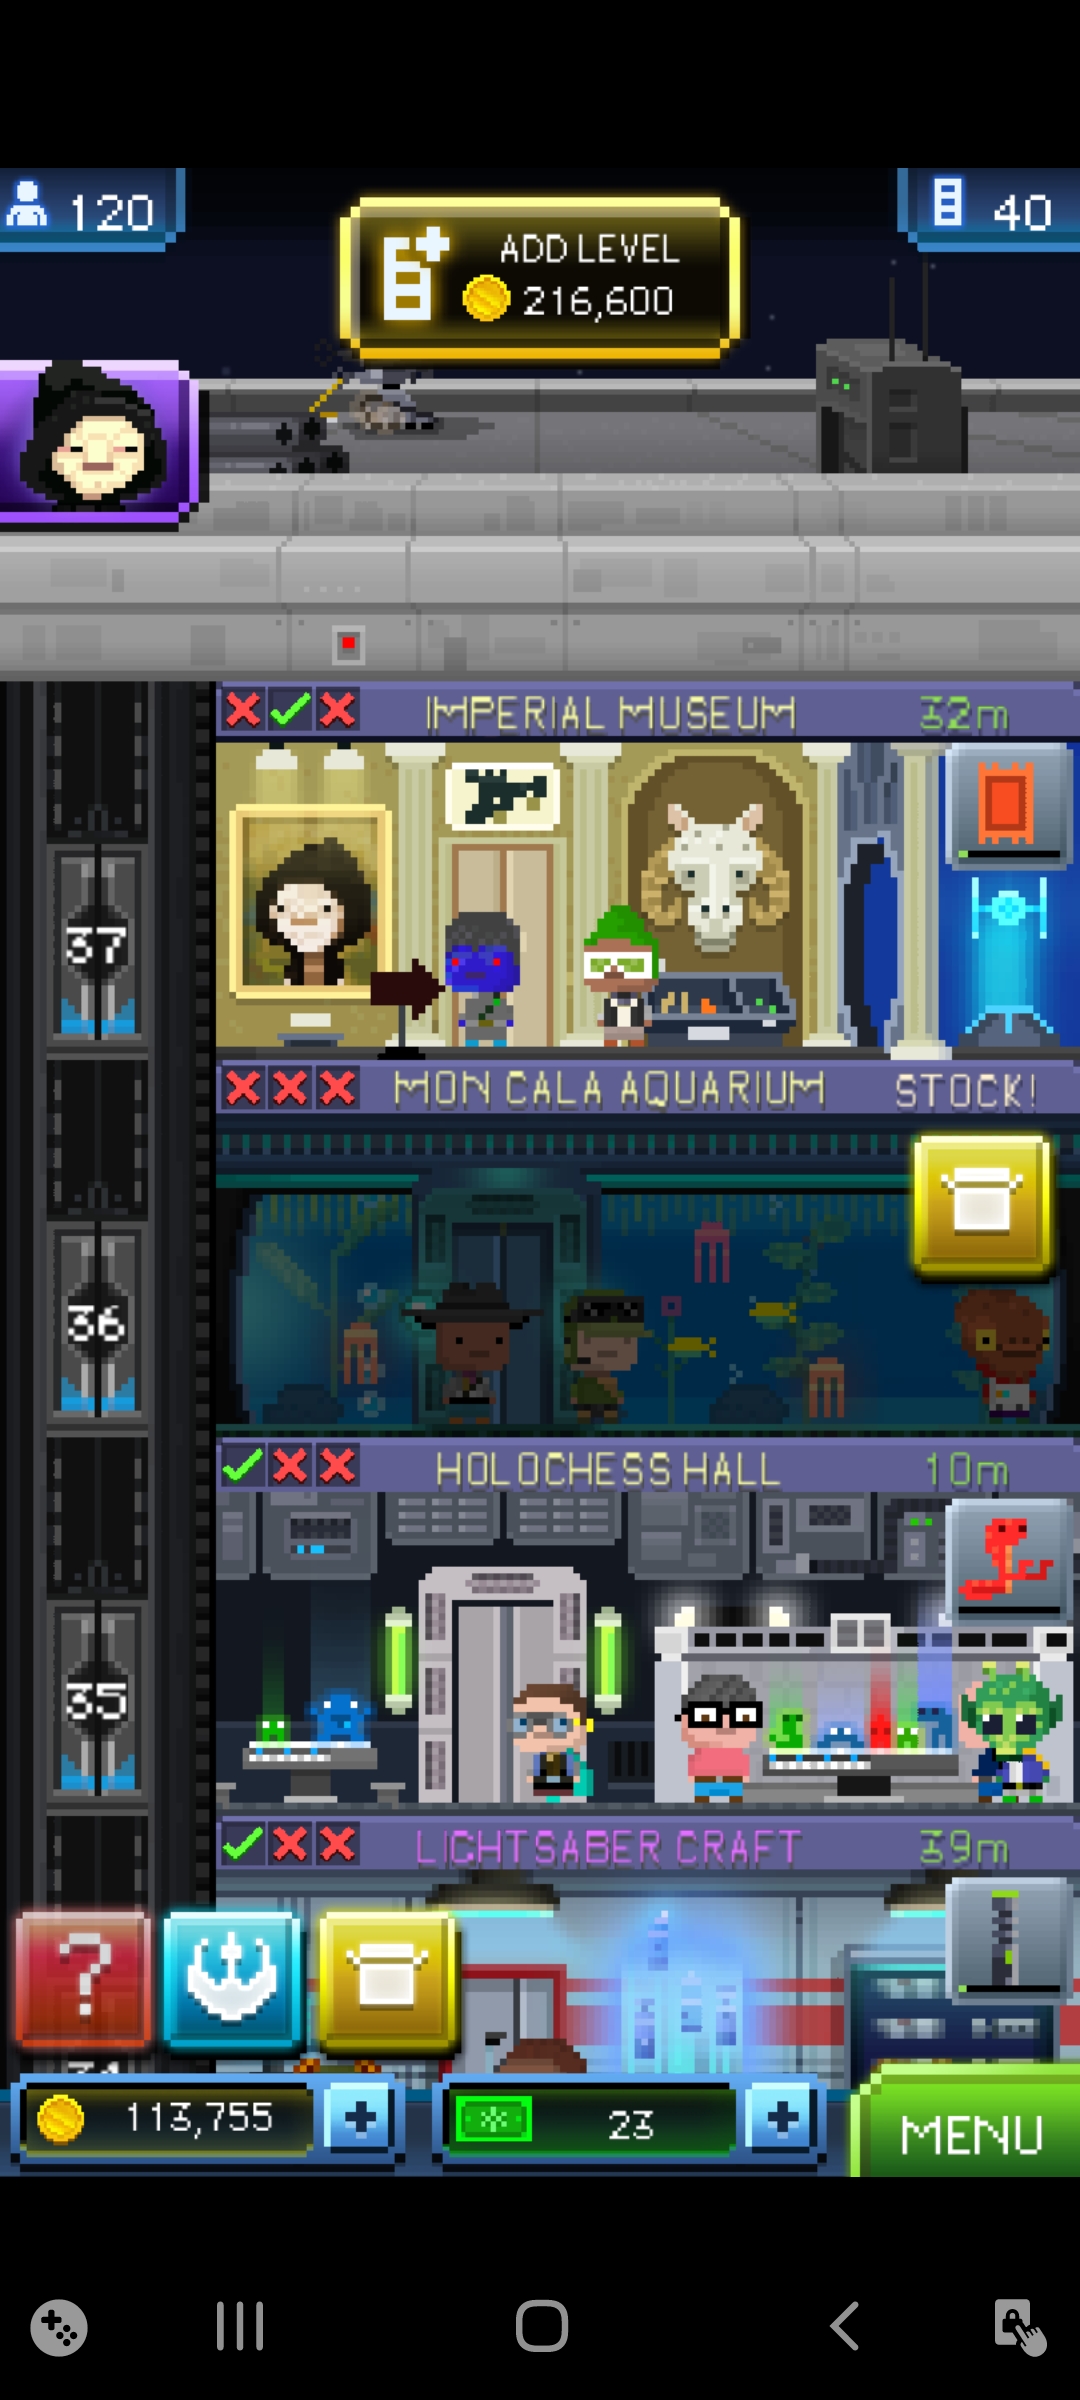 120
ADD LEVEL
216,600
40
IMPERIAL MUSEUM 32m
37
MON CALA AQUARIUM STOCK!
36
HOLOCHESS HALL 10m
35
LIGHTSABER CRAFT 39m
?
113,755 + 23 + MENU